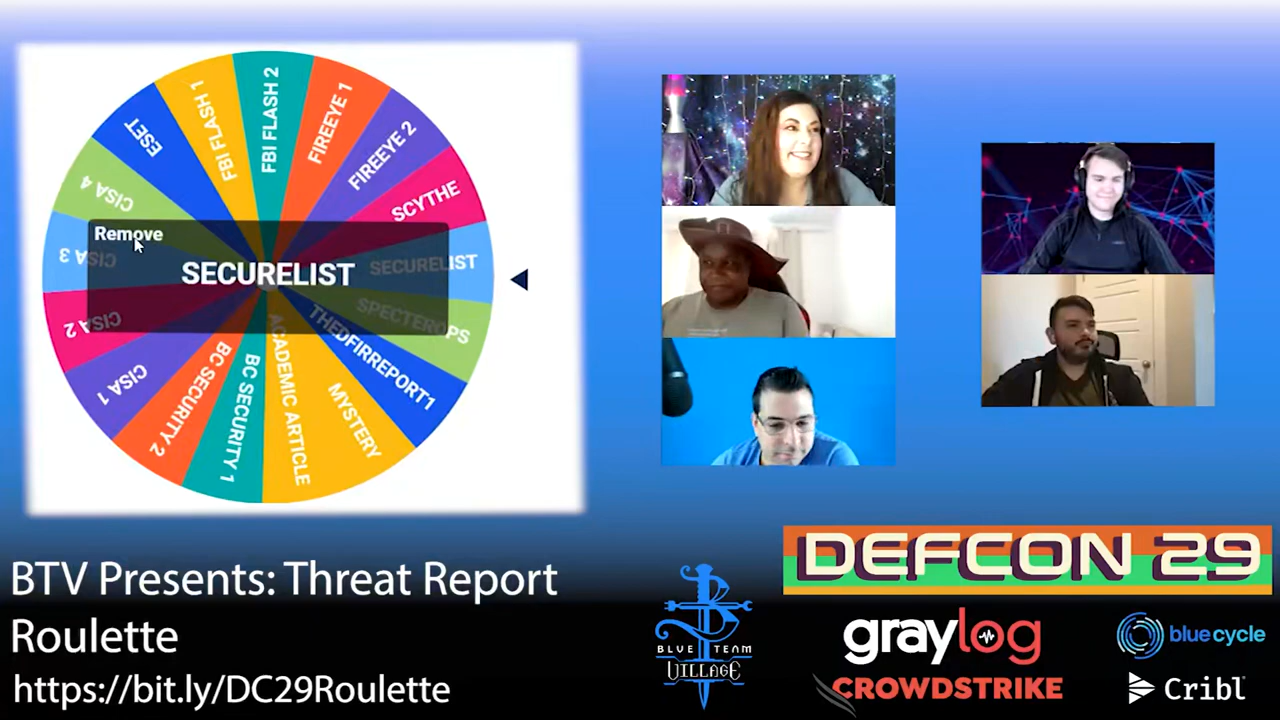 FBI FLASH 1
FBI FLASH 2
FIREEYE 1
FIREEYE 2
SCYTHE
SECURELIST
SPECTEROPS
THEDFIRREPORT1
MYSTERY
ACADEMIC ARTICLE
BC SECURITY 1
BC SECURITY 2
CISA 1
CISA 2
CISA 3
CISA 4
ESET
Remove
SECURELIST
BTV Presents: Threat Report
Roulette
https://bit.ly/DC29Roulette
BLUE TEAM
VILLAGE
DEFCON 29
graylog
blue cycle
CROWDSTRIKE
Cribl